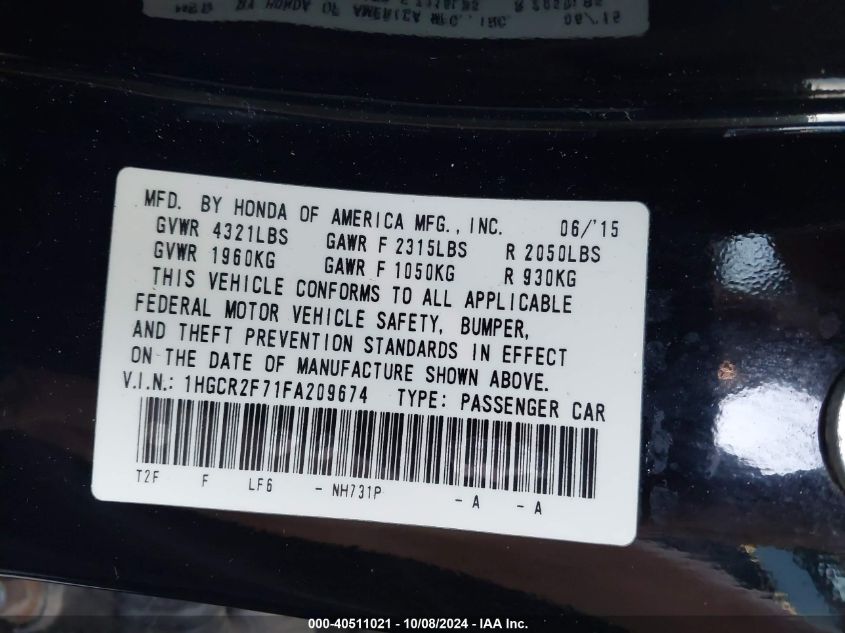 MFD. BY HONDA OF AMERICA MFG., INC. 06/'15
GVWR 4321LBS GAWR F 2315LBS R 2050LBS
GVWR 1960KG GAWR F 1050KG R 930KG
THIS VEHICLE CONFORMS TO ALL APPLICABLE
FEDERAL MOTOR VEHICLE SAFETY, BUMPER,
AND THEFT PREVENTION STANDARDS IN EFFECT
ON THE DATE OF MANUFACTURE SHOWN ABOVE.
V.I.N.: 1HGCR2F71FA209674 TYPE: PASSENGER CAR
T2F F LF6 - NH731P - A - A
000-40511021 - 10/08/2024 - IAA Inc.